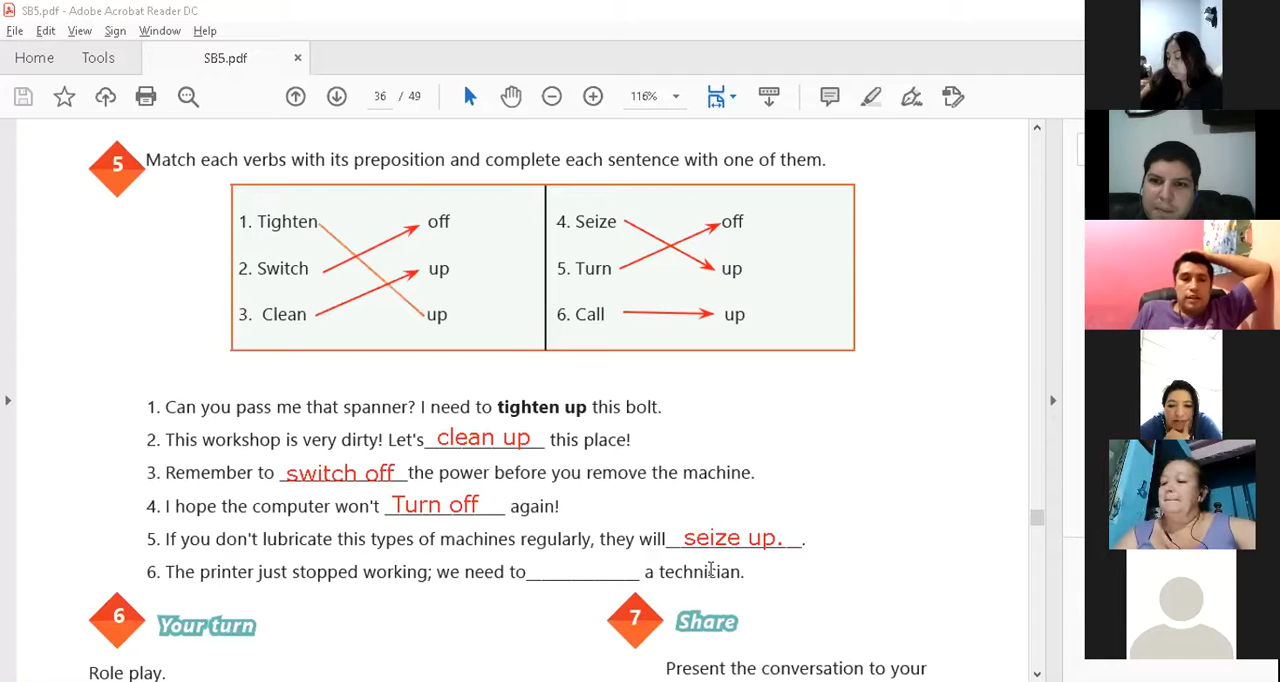 SB5.pdf - Adobe Acrobat Reader DC
File Edit View Sign Window Help
Home Tools SB5.pdf ×
36 / 49 116%
5 Match each verbs with its preposition and complete each sentence with one of them.
1. Tighten off 4. Seize off
2. Switch up 5. Turn up
3. Clean up 6. Call up
1. Can you pass me that spanner? I need to tighten up this bolt.
2. This workshop is very dirty! Let's clean up this place!
3. Remember to switch off the power before you remove the machine.
4. I hope the computer won't Turn off again!
5. If you don't lubricate this types of machines regularly, they will seize up. .
6. The printer just stopped working; we need to____________ a technician.
6 Your turn 7 Share
Role play. Present the conversation to your